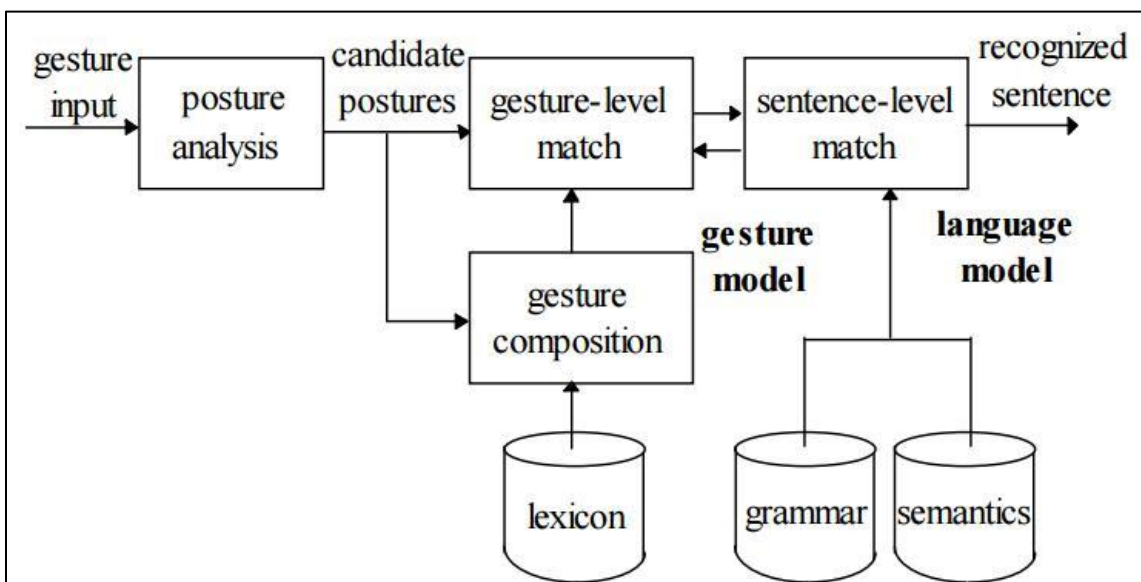 gesture
input
posture
analysis
candidate
postures
gesture-level
match
sentence-level
match
recognized
sentence
gesture
model
language
model
gesture
composition
lexicon
grammar
semantics